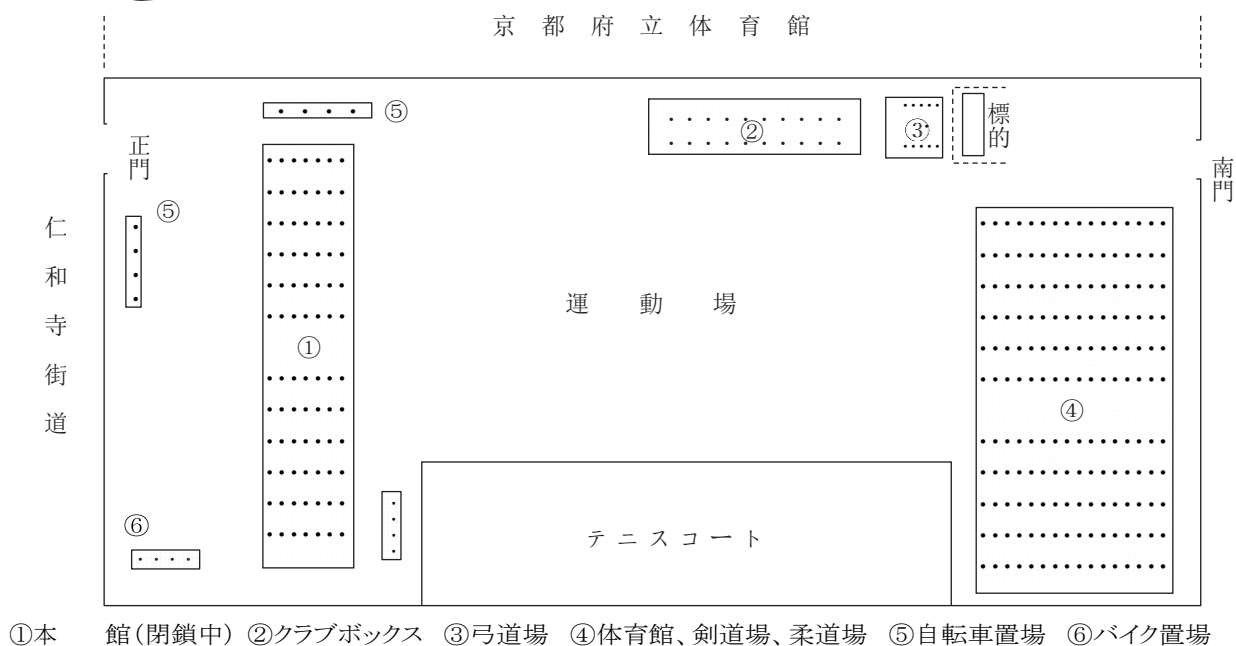 京都府立体育館
⑤
②
③
標的
正門
南門
⑤
仁和寺街道
運動場
①
④
⑥
テニスコート
①本　館(閉鎖中) ②クラブボックス ③弓道場 ④体育館、剣道場、柔道場 ⑤自転車置場 ⑥バイク置場